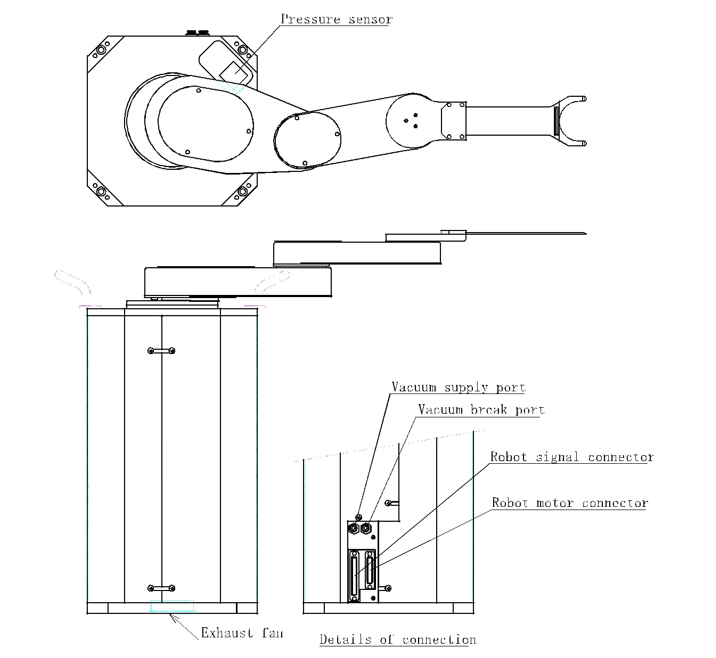 Pressure sensor
Vacuum supply port
Vacuum break port
Robot signal connector
Robot motor connector
Exhaust fan
Details of connection